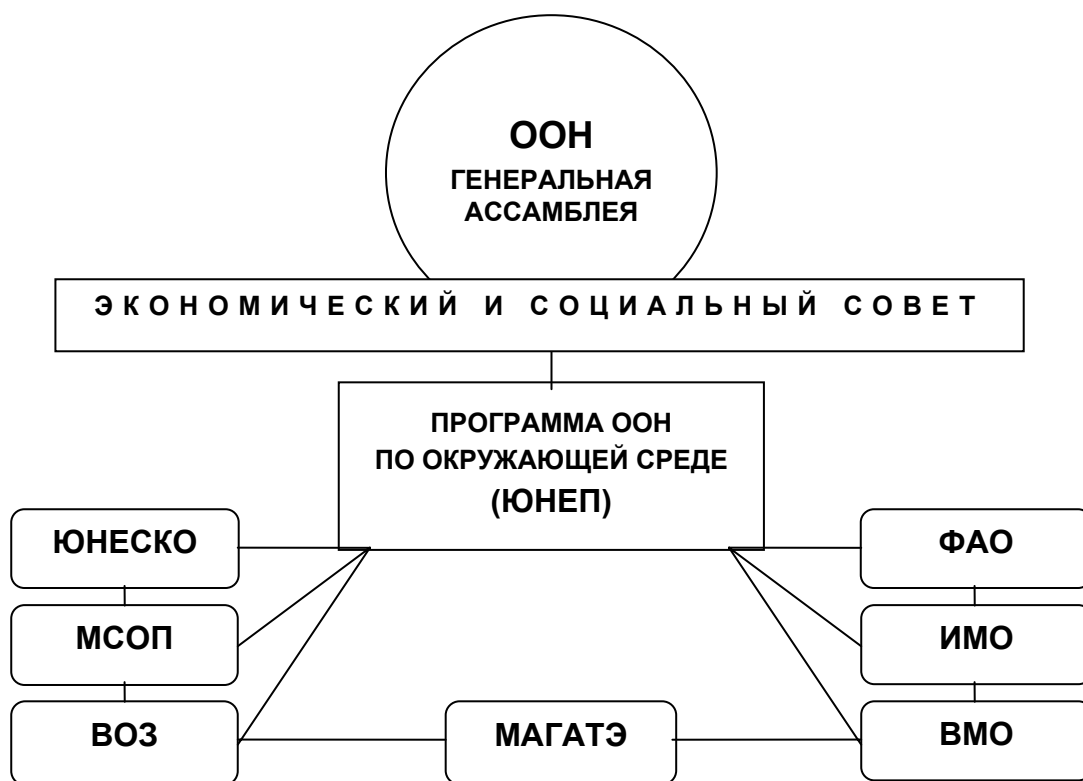 ООН
ГЕНЕРАЛЬНАЯ
АССАМБЛЕЯ
ЭКОНОМИЧЕСКИЙ И СОЦИАЛЬНЫЙ СОВЕТ
ПРОГРАММА ООН
ПО ОКРУЖАЮЩЕЙ СРЕДЕ
(ЮНЕП)
ЮНЕСКО
ФАО
МСОП
ИМО
ВОЗ
МАГАТЭ
ВМО